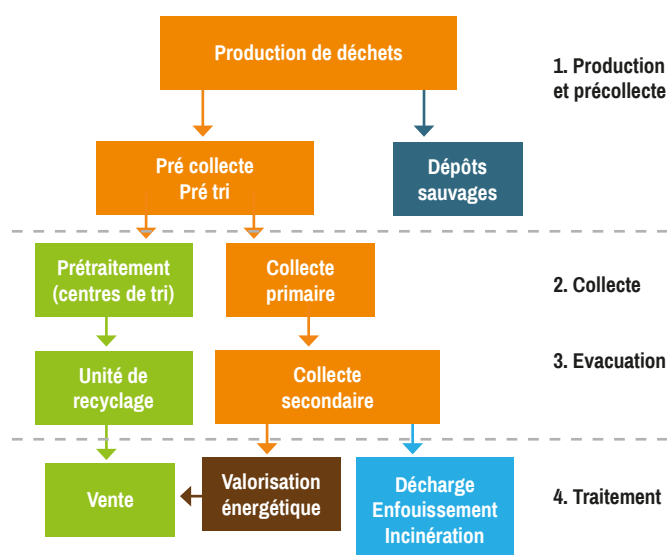 Production de déchets
1. Production
et précollecte
Pré collecte
Pré tri
Dépôts
sauvages
Prétraitement
(centres de tri)
Collecte
primaire
2. Collecte
Unité de
recyclage
Collecte
secondaire
3. Evacuation
Vente
Valorisation
énergétique
Décharge
Enfouissement
Incinération
4. Traitement